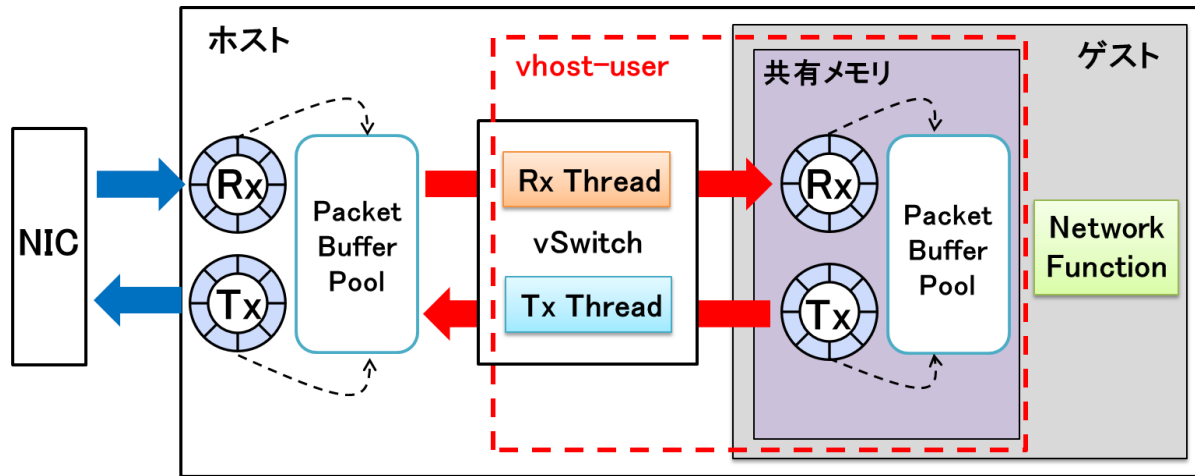 ホスト
ゲスト
vhost-user
共有メモリ
NIC
Rx
Tx
Packet
Buffer
Pool
Rx Thread
vSwitch
Tx Thread
Rx
Tx
Packet
Buffer
Pool
Network
Function